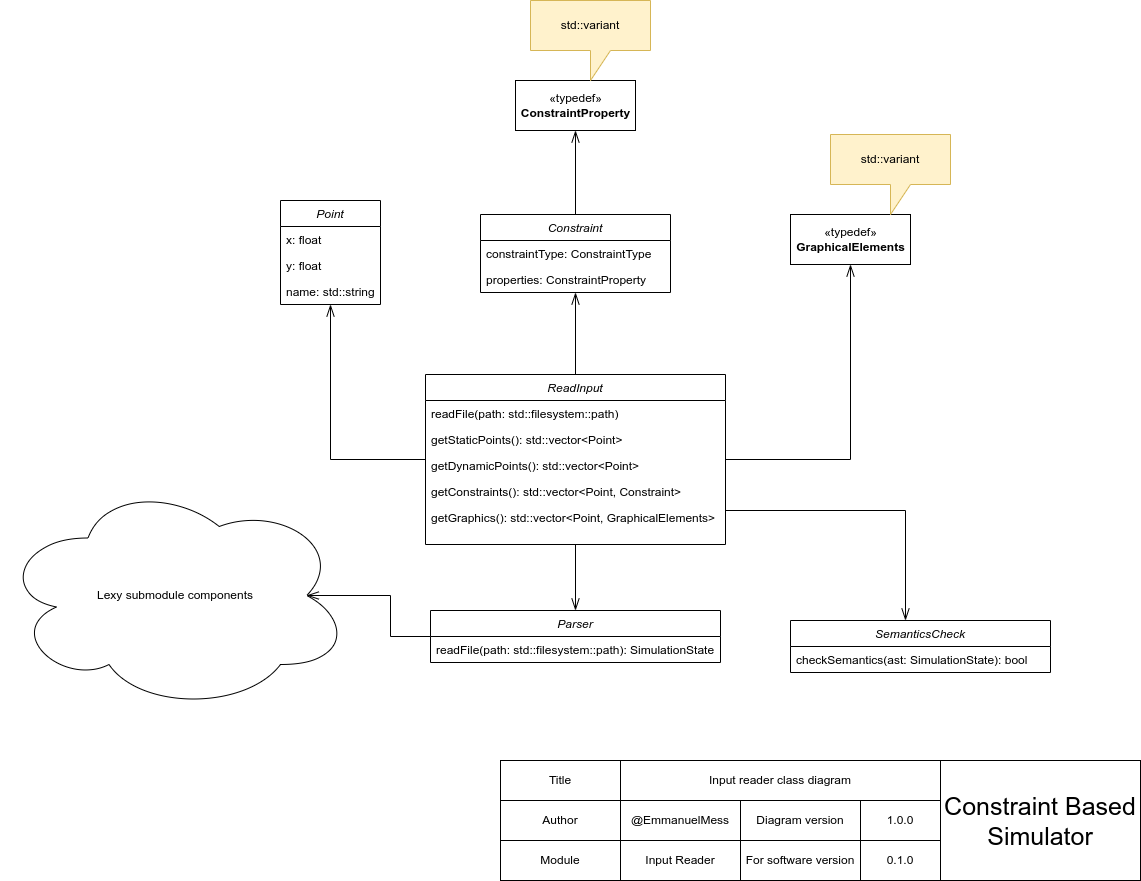 std::variant
«typedef»
ConstraintProperty
std::variant
«typedef»
GraphicalElements
Point
x: float
y: float
name: std::string
Constraint
constraintType: ConstraintType
properties: ConstraintProperty
ReadInput
readFile(path: std::filesystem::path)
getStaticPoints(): std::vector<Point>
getDynamicPoints(): std::vector<Point>
getConstraints(): std::vector<Point, Constraint>
getGraphics(): std::vector<Point, GraphicalElements>
Lexy submodule components
Parser
readFile(path: std::filesystem::path): SimulationState
SemanticsCheck
checkSemantics(ast: SimulationState): bool
Title
Input reader class diagram
Author
@EmmanuelMess
Diagram version
1.0.0
Module
Input Reader
For software version
0.1.0
Constraint Based
Simulator